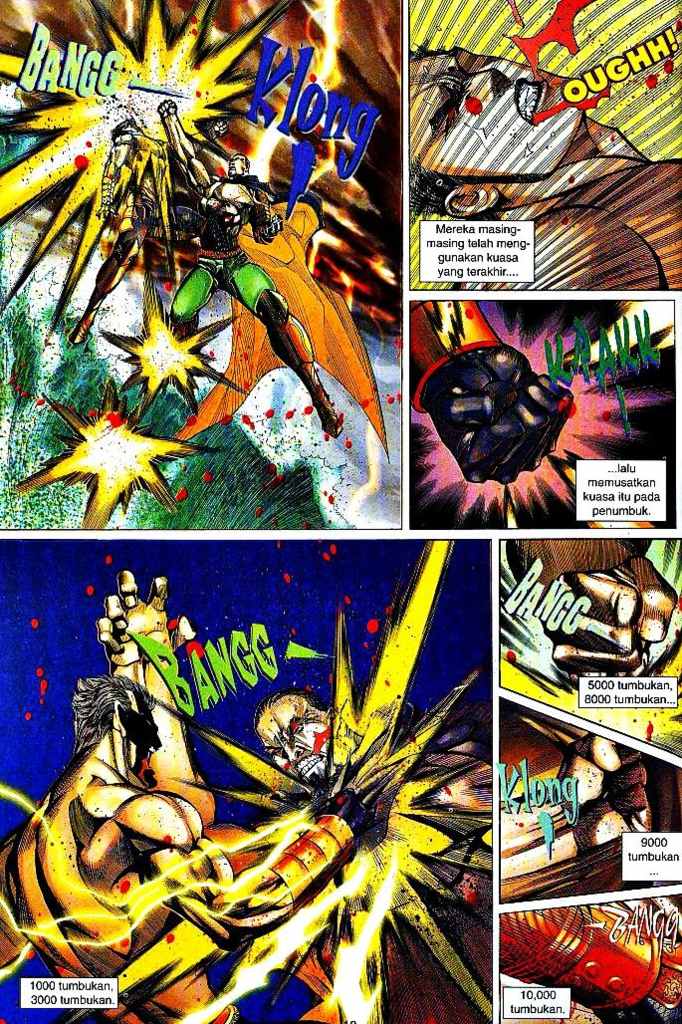 BANGG
Klong
!
OUGHH!
Mereka masing-
masing telah meng-
gunakan kuasa
yang terakhir....
KRAKK
!
...lalu
memusatkan
kuasa itu pada
penumbuk.
BANGG
1000 tumbukan,
3000 tumbukan.
BANGG
5000 tumbukan,
8000 tumbukan...
Klong
!
9000
tumbukan
...
BANGG
10,000
tumbukan.